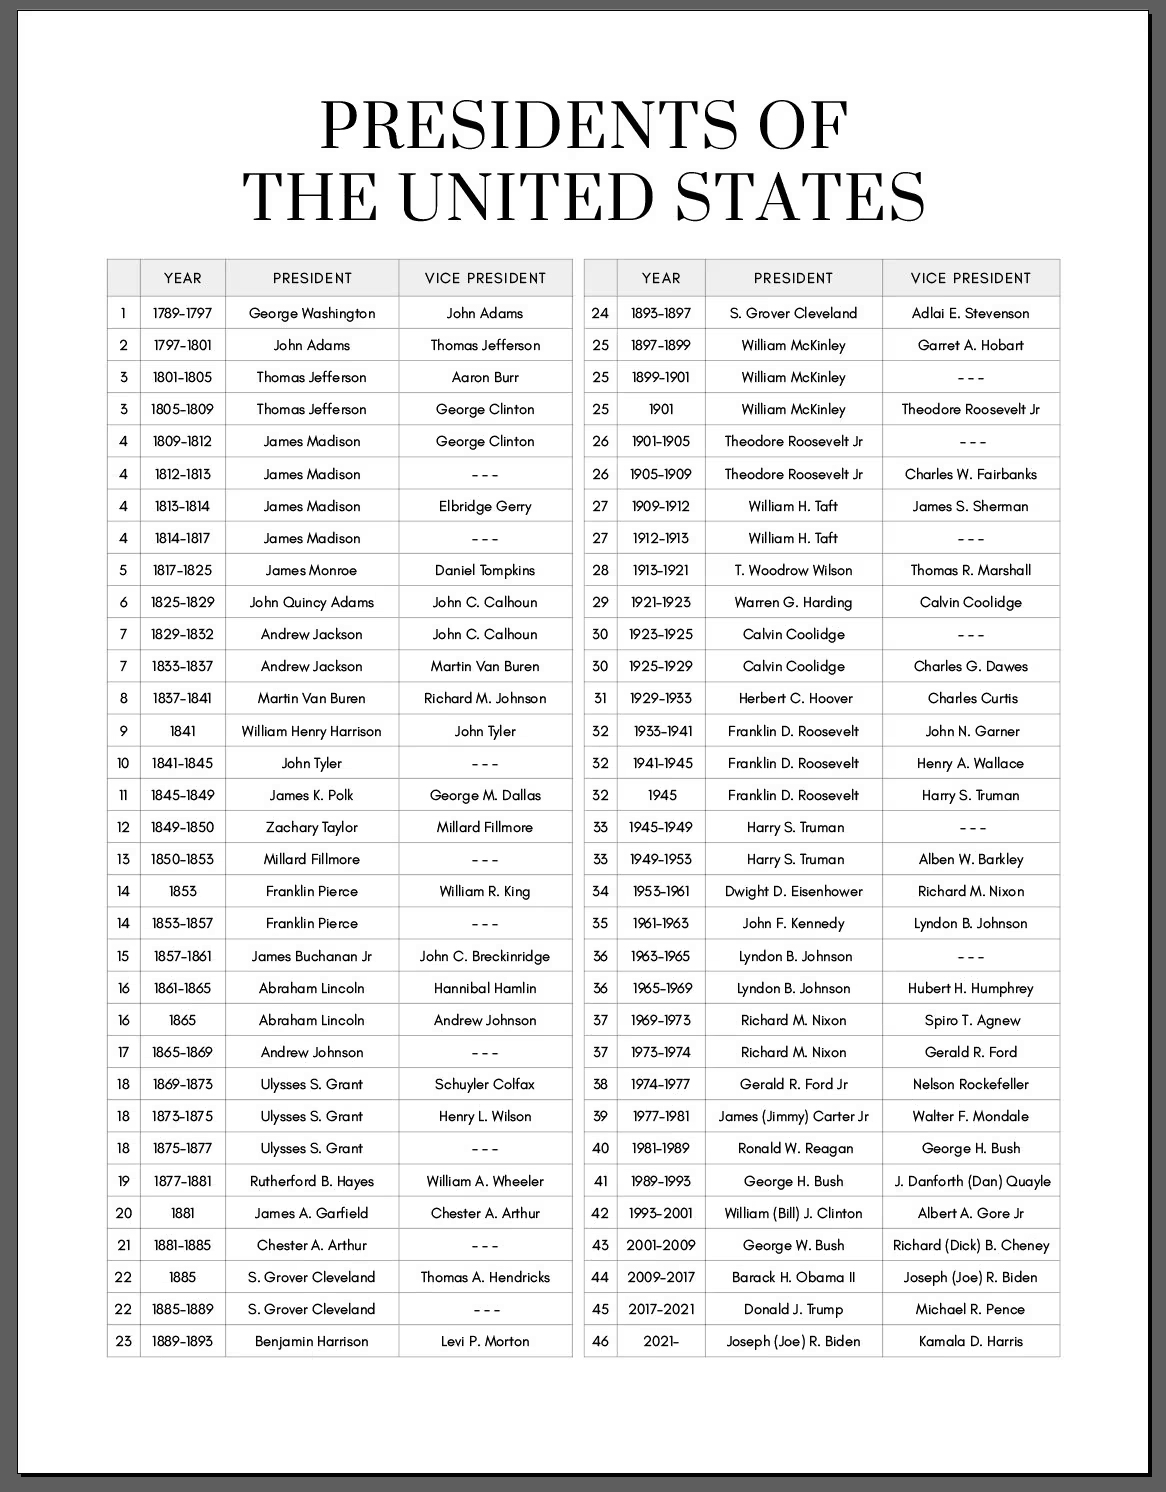 PRESIDENTS OF
THE UNITED STATES
YEAR PRESIDENT VICE PRESIDENT
1 1789-1797 George Washington John Adams
2 1797-1801 John Adams Thomas Jefferson
3 1801-1805 Thomas Jefferson Aaron Burr
3 1805-1809 Thomas Jefferson George Clinton
4 1809-1812 James Madison George Clinton
4 1812-1813 James Madison ---
4 1813-1814 James Madison Elbridge Gerry
4 1814-1817 James Madison ---
5 1817-1825 James Monroe Daniel Tompkins
6 1825-1829 John Quincy Adams John C. Calhoun
7 1829-1832 Andrew Jackson John C. Calhoun
7 1833-1837 Andrew Jackson Martin Van Buren
8 1837-1841 Martin Van Buren Richard M. Johnson
9 1841 William Henry Harrison John Tyler
10 1841-1845 John Tyler ---
11 1845-1849 James K. Polk George M. Dallas
12 1849-1850 Zachary Taylor Millard Fillmore
13 1850-1853 Millard Fillmore ---
14 1853 Franklin Pierce William R. King
14 1853-1857 Franklin Pierce ---
15 1857-1861 James Buchanan Jr John C. Breckinridge
16 1861-1865 Abraham Lincoln Hannibal Hamlin
16 1865 Abraham Lincoln Andrew Johnson
17 1865-1869 Andrew Johnson ---
18 1869-1873 Ulysses S. Grant Schuyler Colfax
18 1873-1875 Ulysses S. Grant Henry L. Wilson
18 1875-1877 Ulysses S. Grant ---
19 1877-1881 Rutherford B. Hayes William A. Wheeler
20 1881 James A. Garfield Chester A. Arthur
21 1881-1885 Chester A. Arthur ---
22 1885 S. Grover Cleveland Thomas A. Hendricks
22 1885-1889 S. Grover Cleveland ---
23 1889-1893 Benjamin Harrison Levi P. Morton
YEAR PRESIDENT VICE PRESIDENT
24 1893-1897 S. Grover Cleveland Adlai E. Stevenson
25 1897-1899 William McKinley Garret A. Hobart
25 1899-1901 William McKinley ---
25 1901 William McKinley Theodore Roosevelt Jr
26 1901-1905 Theodore Roosevelt Jr ---
26 1905-1909 Theodore Roosevelt Jr Charles W. Fairbanks
27 1909-1912 William H. Taft James S. Sherman
27 1912-1913 William H. Taft ---
28 1913-1921 T. Woodrow Wilson Thomas R. Marshall
29 1921-1923 Warren G. Harding Calvin Coolidge
30 1923-1925 Calvin Coolidge ---
30 1925-1929 Calvin Coolidge Charles G. Dawes
31 1929-1933 Herbert C. Hoover Charles Curtis
32 1933-1941 Franklin D. Roosevelt John N. Garner
32 1941-1945 Franklin D. Roosevelt Henry A. Wallace
32 1945 Franklin D. Roosevelt Harry S. Truman
33 1945-1949 Harry S. Truman ---
33 1949-1953 Harry S. Truman Alben W. Barkley
34 1953-1961 Dwight D. Eisenhower Richard M. Nixon
35 1961-1963 John F. Kennedy Lyndon B. Johnson
36 1963-1965 Lyndon B. Johnson ---
36 1965-1969 Lyndon B. Johnson Hubert H. Humphrey
37 1969-1973 Richard M. Nixon Spiro T. Agnew
37 1973-1974 Richard M. Nixon Gerald R. Ford
38 1974-1977 Gerald R. Ford Jr Nelson Rockefeller
39 1977-1981 James (Jimmy) Carter Jr Walter F. Mondale
40 1981-1989 Ronald W. Reagan George H. Bush
41 1989-1993 George H. Bush J. Danforth (Dan) Quayle
42 1993-2001 William (Bill) J. Clinton Albert A. Gore Jr
43 2001-2009 George W. Bush Richard (Dick) B. Cheney
44 2009-2017 Barack H. Obama II Joseph (Joe) R. Biden
45 2017-2021 Donald J. Trump Michael R. Pence
46 2021- Joseph (Joe) R. Biden Kamala D. Harris